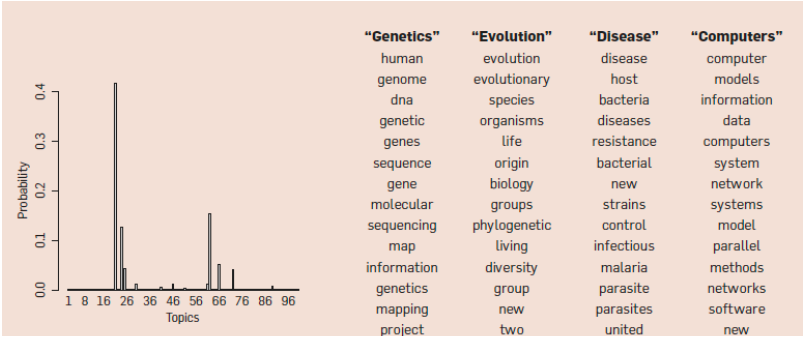 “Genetics” “Evolution” “Disease” “Computers”
human evolution disease computer
genome evolutionary host models
dna species bacteria information
genetic organisms diseases data
genes life resistance computers
sequence origin bacterial system
gene biology new network
molecular groups strains systems
sequencing phylogenetic control model
map living infectious parallel
information diversity malaria methods
genetics group parasite networks
mapping new parasites software
project two united new
Probability
0.4
0.3
0.2
0.1
0.0
1 8 16 26 36 46 56 66 76 86 96
Topics